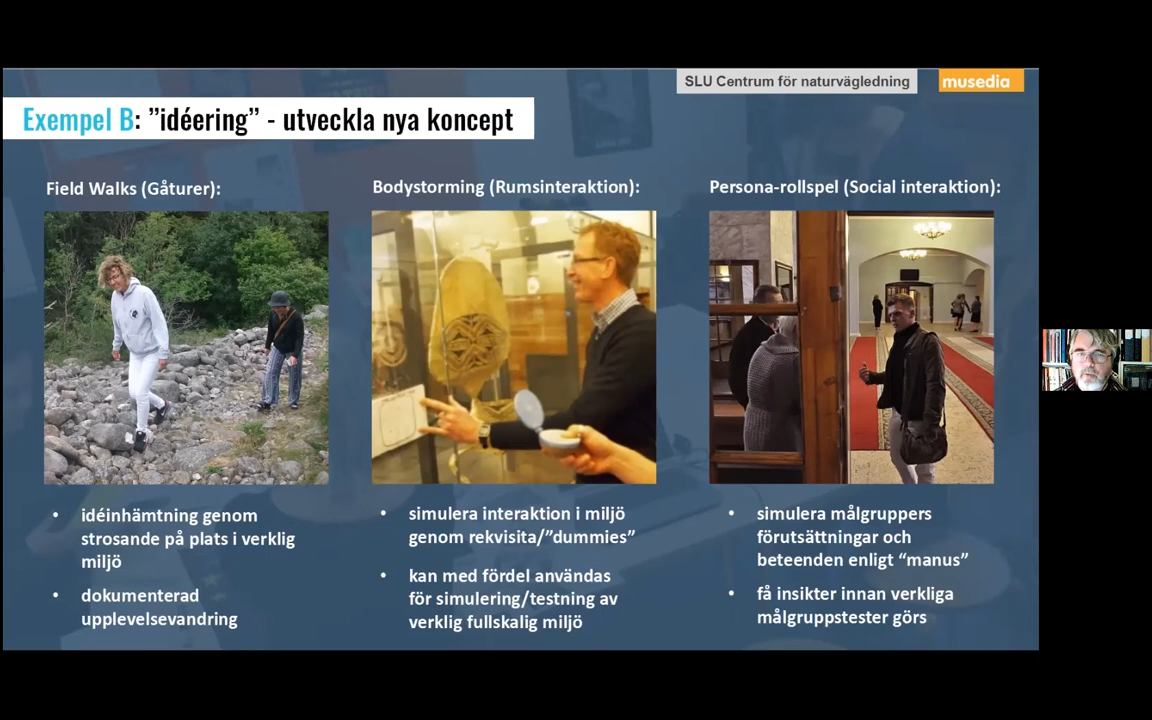 SLU Centrum för naturvägledning
musedia
Exempel B: ”idéering” - utveckla nya koncept
Field Walks (Gåturer):
• idéinhämtning genom
strosande på plats i verklig
miljö
• dokumenterad
upplevelsevandring
Bodystorming (Rumsinteraktion):
• simulera interaktion i miljö
genom rekvisita/”dummies”
• kan med fördel användas
för simulering/testning av
verklig fullskalig miljö
Persona-rollspel (Social interaktion):
• simulera målgruppers
förutsättningar och
beteenden enligt “manus”
• få insikter innan verkliga
målgruppstester görs